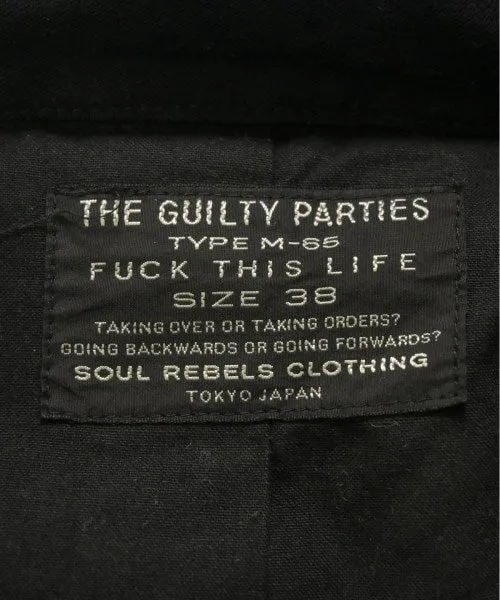 THE GUILTY PARTIES
TYPE M-65
FUCK THIS LIFE
SIZE 38
TAKING OVER OR TAKING ORDERS?
GOING BACKWARDS OR GOING FORWARDS?
SOUL REBELS CLOTHING
TOKYO JAPAN